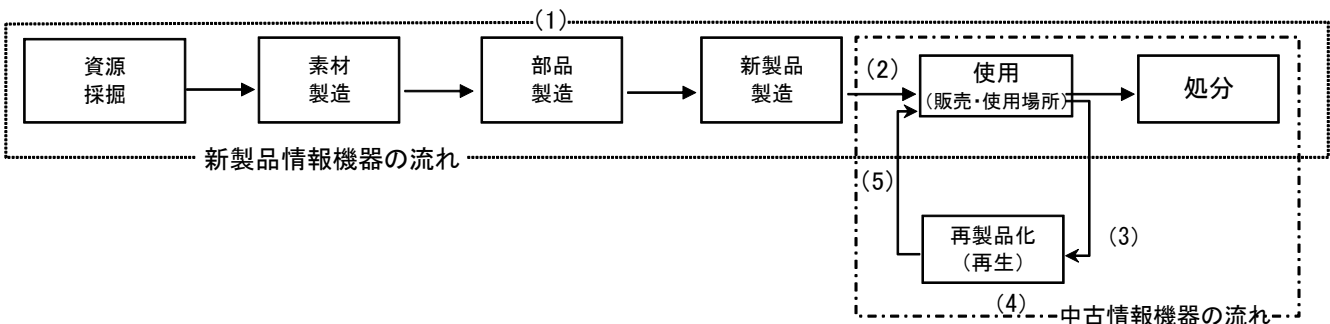 (1)
資源
採掘
素材
製造
部品
製造
新製品
製造
(2)
使用
(販売・使用場所)
処分
新製品情報機器の流れ
(5)
再製品化
(再生)
(3)
(4)
中古情報機器の流れ